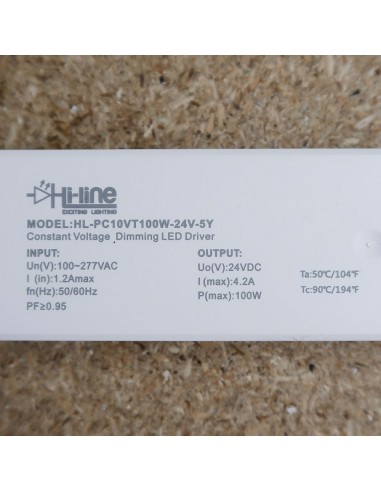 Hi-line
EXCITING LIGHTING
MODEL:HL-PC10VT100W-24V-5Y
Constant Voltage Dimming LED Driver
INPUT:
Un(V):100~277VAC
I (in):1.2Amax
fn(Hz):50/60Hz
PF≥0.95
OUTPUT:
Uo(V):24VDC
I (max):4.2A
P(max):100W
Ta:50℃/104℉
Tc:90℃/194℉